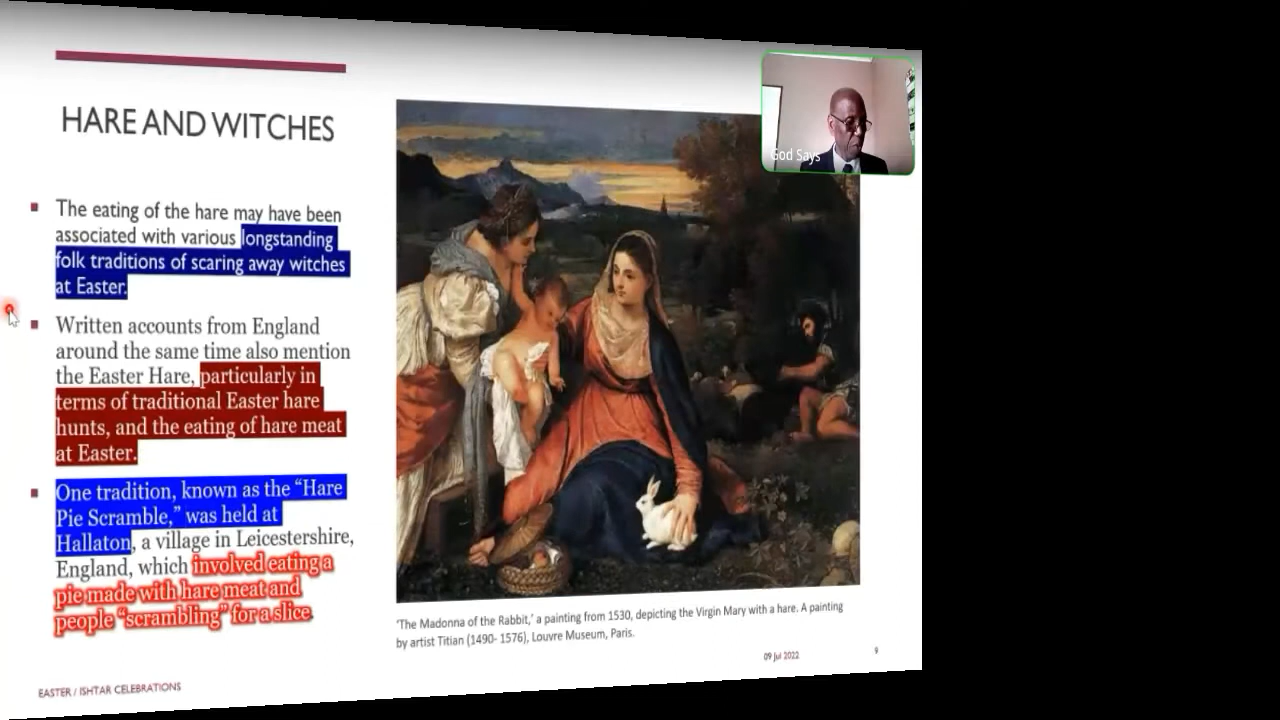 HARE AND WITCHES
The eating of the hare may have been
associated with various longstanding
folk traditions of scaring away witches
at Easter.
Written accounts from England
around the same time also mention
the Easter Hare, particularly in
terms of traditional Easter hare
hunts, and the eating of hare meat
at Easter.
One tradition, known as the “Hare
Pie Scramble,” was held at
Hallaton, a village in Leicestershire,
England, which involved eating a
pie made with hare meat and
people “scrambling” for a slice.
God Says
‘The Madonna of the Rabbit,’ a painting from 1530, depicting the Virgin Mary with a hare. A painting
by artist Titian (1490- 1576), Louvre Museum, Paris.
09 Jul 2022
9
EASTER / ISHTAR CELEBRATIONS